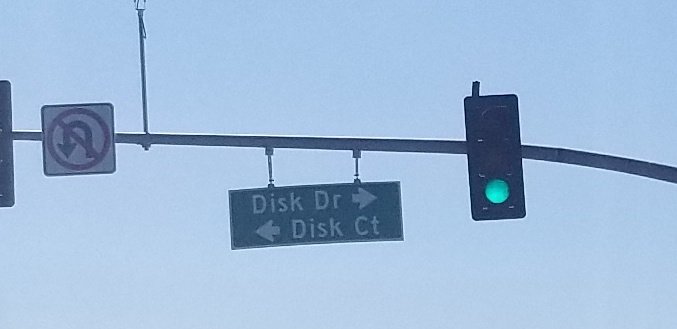 Disk Dr →
← Disk Ct